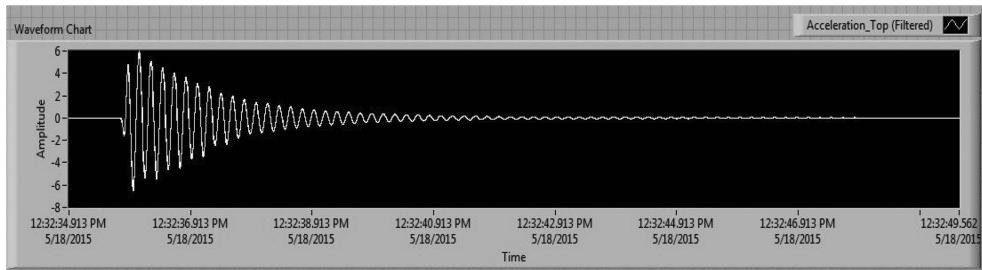 Waveform Chart
Acceleration_Top (Filtered)
Amplitude
6
4
2
0
-2
-4
-6
-8
12:32:34.913 PM 12:32:36.913 PM 12:32:38.913 PM 12:32:40.913 PM 12:32:42.913 PM 12:32:44.913 PM 12:32:46.913 PM 12:32:49.562
5/18/2015 5/18/2015 5/18/2015 5/18/2015 5/18/2015 5/18/2015 5/18/2015 5/18/201
Time